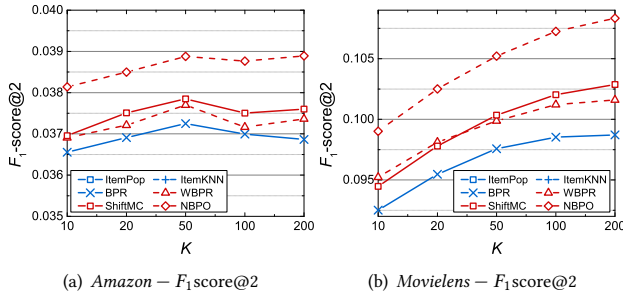 0.040
0.039
0.038
0.037
0.036
0.035
F1-score@2
10 20 50 100 200
K
ItemPop ItemKNN
BPR WBPR
ShiftMC NBPO
(a) Amazon − F1score@2
0.105
0.100
0.095
F1-score@2
10 20 50 100 200
K
ItemPop ItemKNN
BPR WBPR
ShiftMC NBPO
(b) Movielens − F1score@2